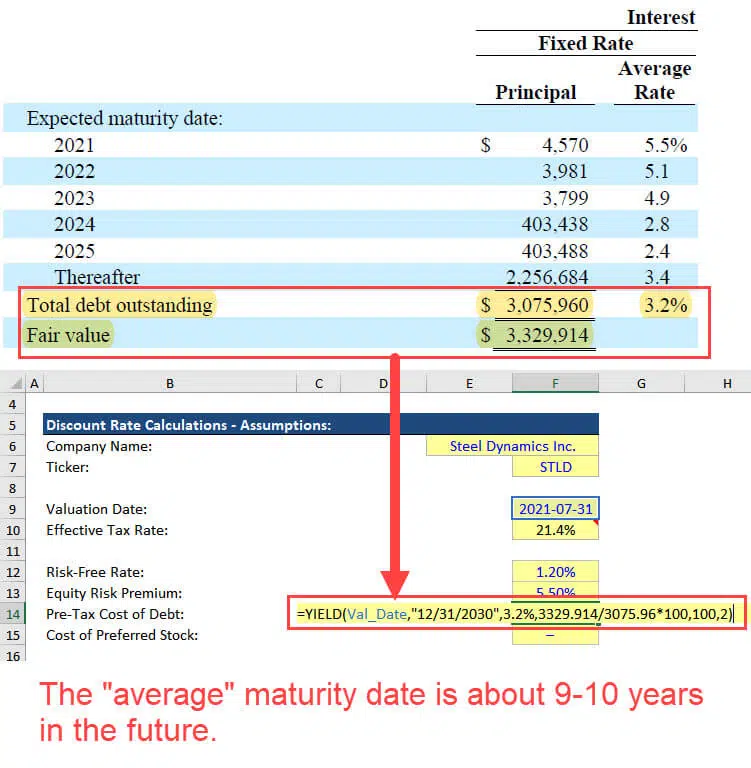 Interest
Fixed Rate
Average
Principal Rate
Expected maturity date:
2021 $ 4,570 5.5%
2022 3,981 5.1
2023 3,799 4.9
2024 403,438 2.8
2025 403,488 2.4
Thereafter 2,256,684 3.4
Total debt outstanding $ 3,075,960 3.2%
Fair value $ 3,329,914
A B C D E F G H
4
5 Discount Rate Calculations - Assumptions:
6 Company Name: Steel Dynamics Inc.
7 Ticker: STLD
8
9 Valuation Date: 2021-07-31
10 Effective Tax Rate: 21.4%
11
12 Risk-Free Rate: 1.20%
13 Equity Risk Premium: 5.50%
14 Pre-Tax Cost of Debt: =YIELD(Val_Date,"12/31/2030",3.2%,3329.914/3075.96*100,100,2)
15 Cost of Preferred Stock: –
16
The "average" maturity date is about 9-10 years
in the future.